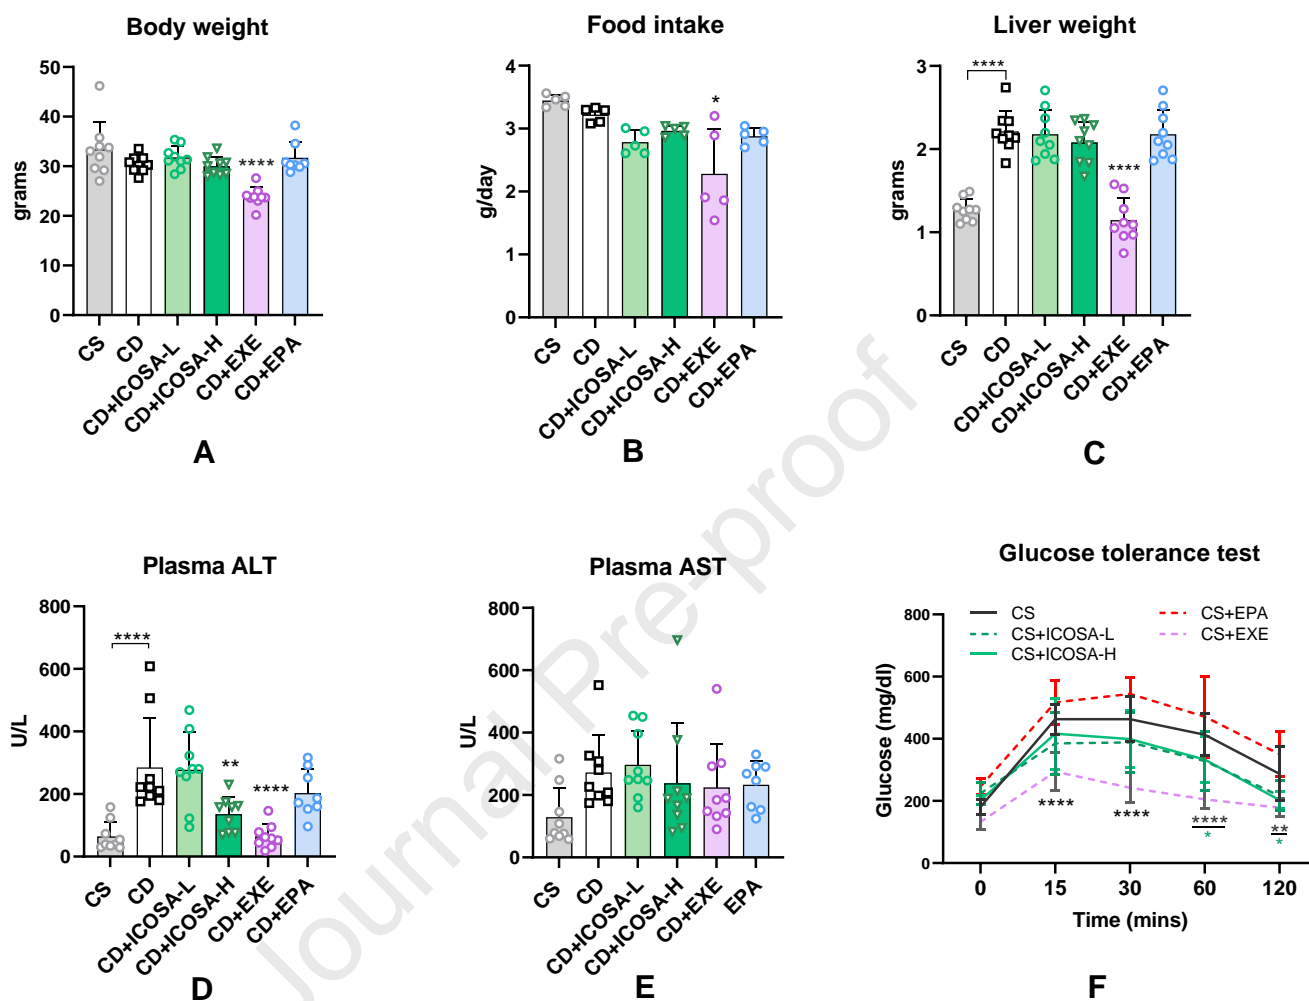 Body weight
50
40
30
20
10
0
grams
****
CS
CD
CD+ICOSA-L
CD+ICOSA-H
CD+EXE
CD+EPA
A
Food intake
4
3
2
1
0
g/day
*
CS
CD
CD+ICOSA-L
CD+ICOSA-H
CD+EXE
CD+EPA
B
Liver weight
3
2
1
0
grams
****
****
CS
CD
CD+ICOSA-L
CD+ICOSA-H
CD+EXE
CD+EPA
C
Plasma ALT
800
600
400
200
0
U/L
****
**
****
CS
CD
CD+ICOSA-L
CD+ICOSA-H
CD+EXE
CD+EPA
D
Plasma AST
800
600
400
200
0
U/L
CS
CD
CD+ICOSA-L
CD+ICOSA-H
CD+EXE
EPA
E
Glucose tolerance test
800
600
400
200
0
Glucose (mg/dl)
CS
CS+ICOSA-L
CS+ICOSA-H
CS+EPA
CS+EXE
****
****
****
*
**
*
0
15
30
60
120
Time (mins)
F
Journal Pre-proof